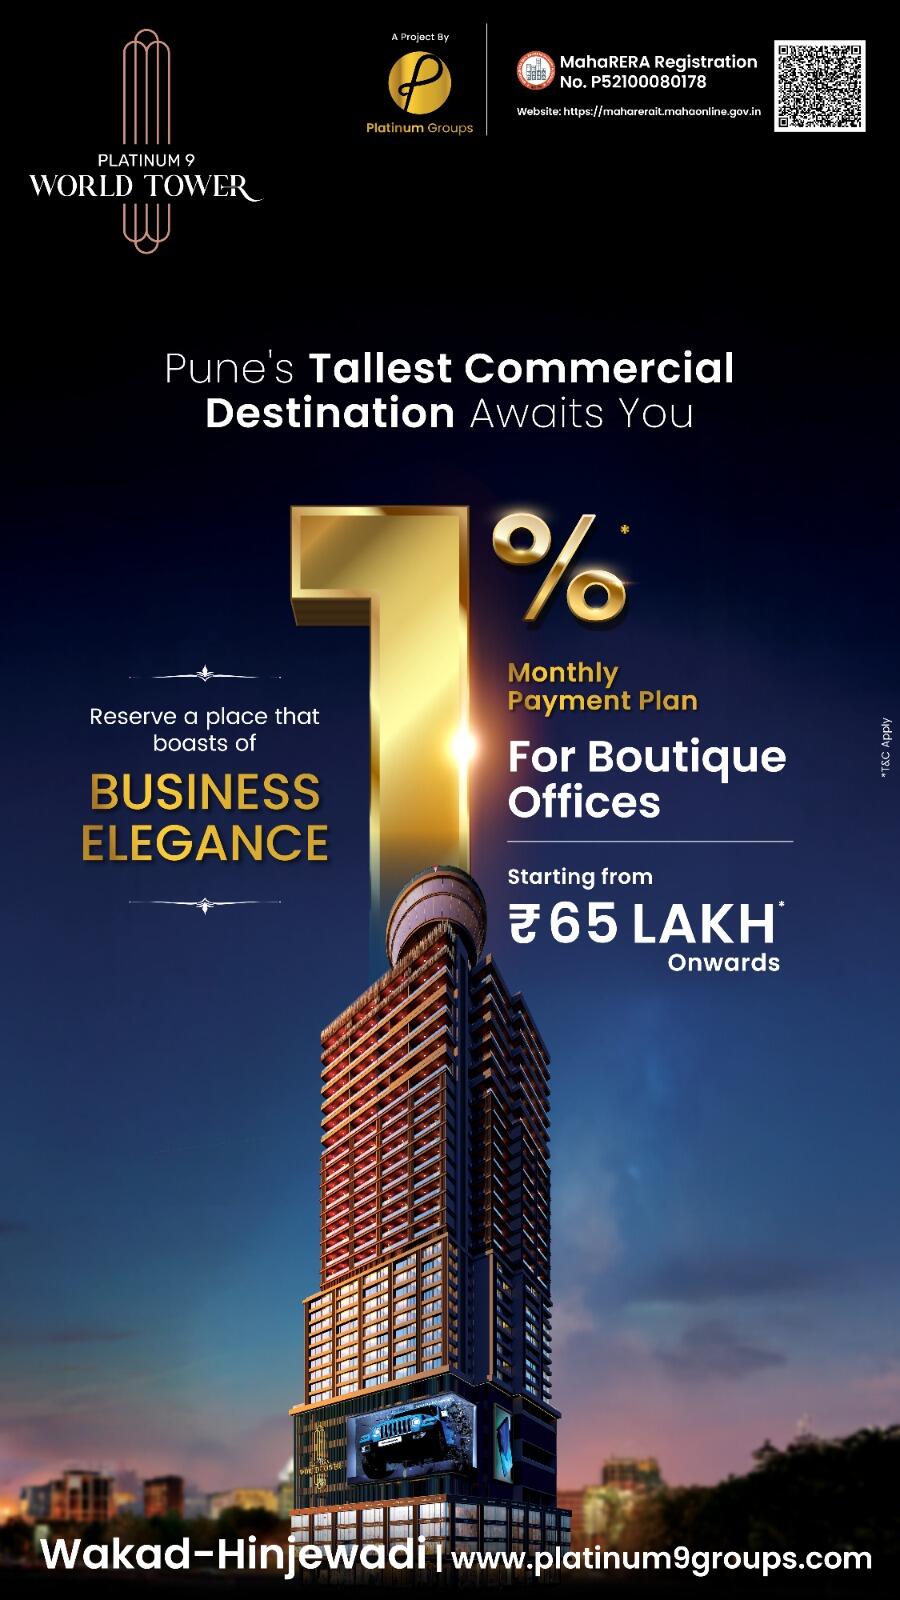 PLATINUM 9
WORLD TOWER
A Project By
Platinum Groups
MahaRERA Registration
No. P52100080178
Website: https://maharerait.mahaonline.gov.in
Pune's Tallest Commercial
Destination Awaits You
1%*
Monthly
Payment Plan
For Boutique
Offices
Reserve a place that
boasts of
BUSINESS
ELEGANCE
Starting from
₹65 LAKH*
Onwards
*T&C Apply
Wakad-Hinjewadi | www.platinum9groups.com